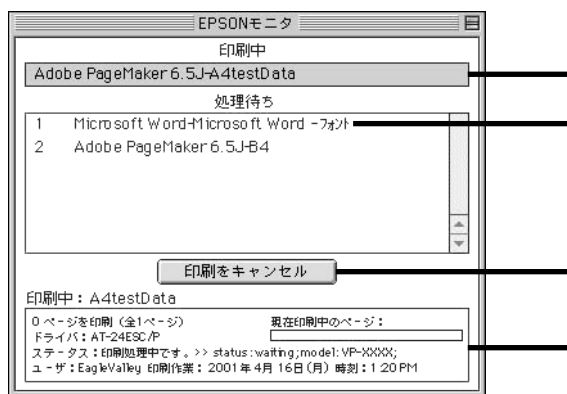 EPSONモニタ
印刷中
Adobe PageMaker 6.5J-A4testData
処理待ち
1 Microsoft Word-Microsoft Word -フォント
2 Adobe PageMaker 6.5J-B4
印刷をキャンセル
印刷中：A4testData
0 ページを印刷（全1ページ） 現在印刷中のページ：
ドライバ：AT-24ESC/P
ステータス：印刷処理中です。>> status:waiting;model: VP-XXXX;
ユーザ：EagleValley 印刷作業：2001年4月16日(月) 時刻：1:20 PM